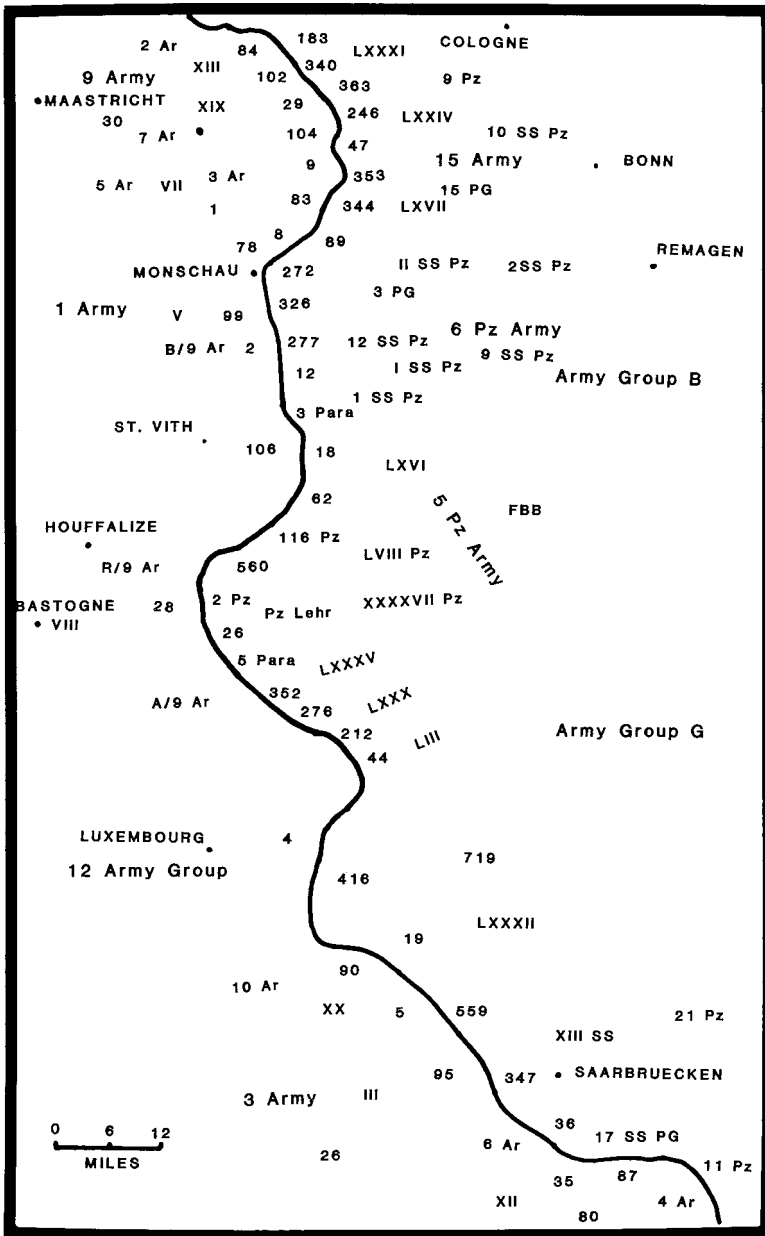 183
2 Ar
84
LXXXI
COLOGNE
XIII
340
9 Army
102
363
9 Pz
MAASTRICHT
XIX
29
246
LXXIV
30
7 Ar
104
47
10 SS Pz
9
15 Army
BONN
5 Ar
VII
3 Ar
353
15 PG
1
83
344
LXVII
8
78
89
REMAGEN
MONSCHAU
272
II SS Pz
2SS Pz
3 PG
1 Army
V
99
326
6 Pz Army
B/9 Ar
2
277
12 SS Pz
9 SS Pz
12
I SS Pz
Army Group B
1 SS Pz
3 Para
ST. VITH
106
18
LXVI
62
5 Pz Army
FBB
HOUFFALIZE
116 Pz
R/9 Ar
560
LVIII Pz
BASTOGNE
28
2 Pz
Pz Lehr
XXXXVII Pz
VIII
26
5 Para
LXXXV
A/9 Ar
352
LXXX
276
212
LIII
Army Group G
44
LUXEMBOURG
4
12 Army Group
719
416
LXXXII
19
90
10 Ar
XX
5
559
21 Pz
XIII SS
95
347
SAARBRUECKEN
3 Army
III
36
0 6 12
MILES
26
6 Ar
17 SS PG
11 Pz
35
87
XII
4 Ar
80